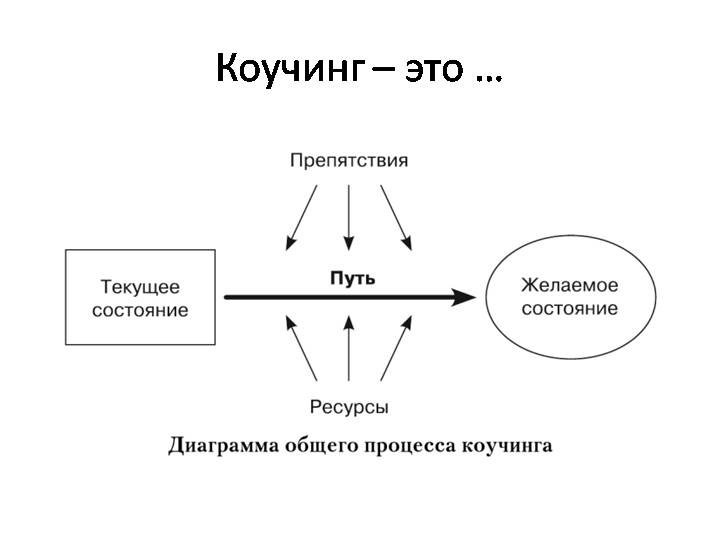 Коучинг – это ...
Препятствия
Текущее
состояние
Путь
Желаемое
состояние
Ресурсы
Диаграмма общего процесса коучинга